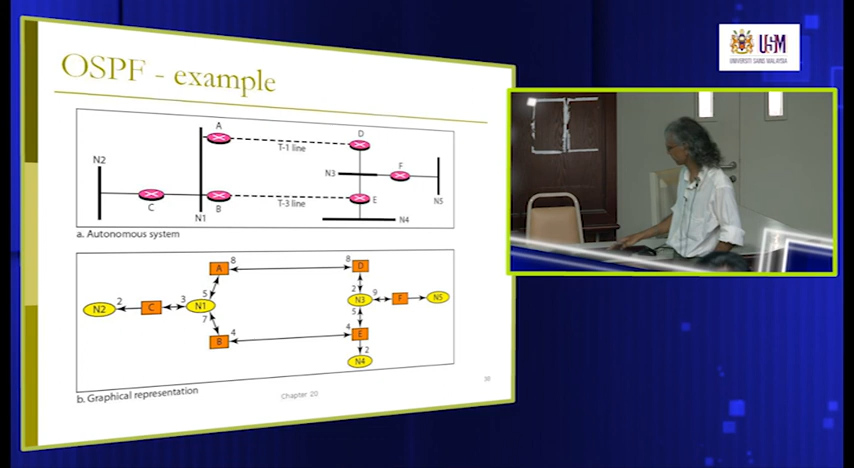 OSPF - example
A
D
T-1 line
N2
N3
F
C
N1
B
T-3 line
E
N5
N4
a. Autonomous system
A
8
8
D
5
2
9
N2
2
C
3
N1
N3
F
N5
7
5
B
4
4
E
2
N4
b. Graphical representation
Chapter 20
36
USM
UNIVERSITI SAINS MALAYSIA